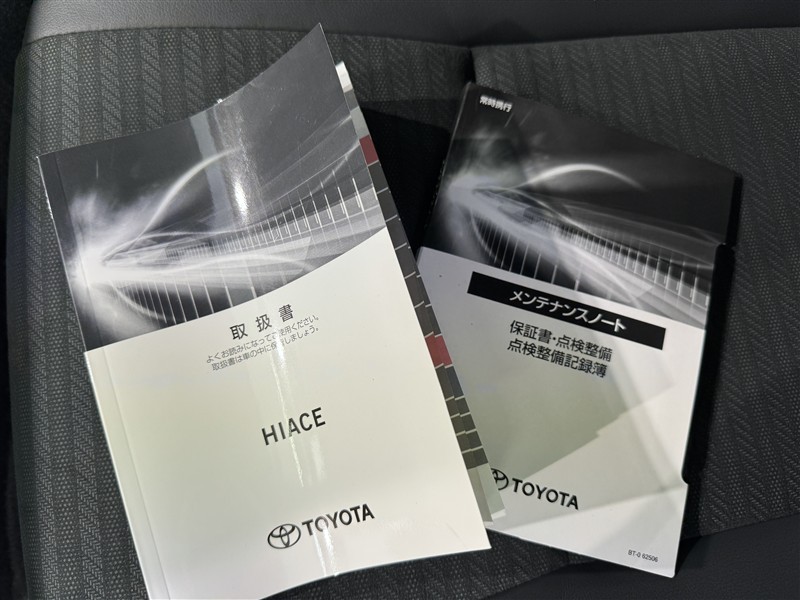 取扱書
よくお読みになってご使用ください。
取扱書は車の中に保管しましょう。
HIACE
TOYOTA
常時携行
メンテナンスノート
保証書・点検整備
点検整備記録簿
TOYOTA
BT-0 62506